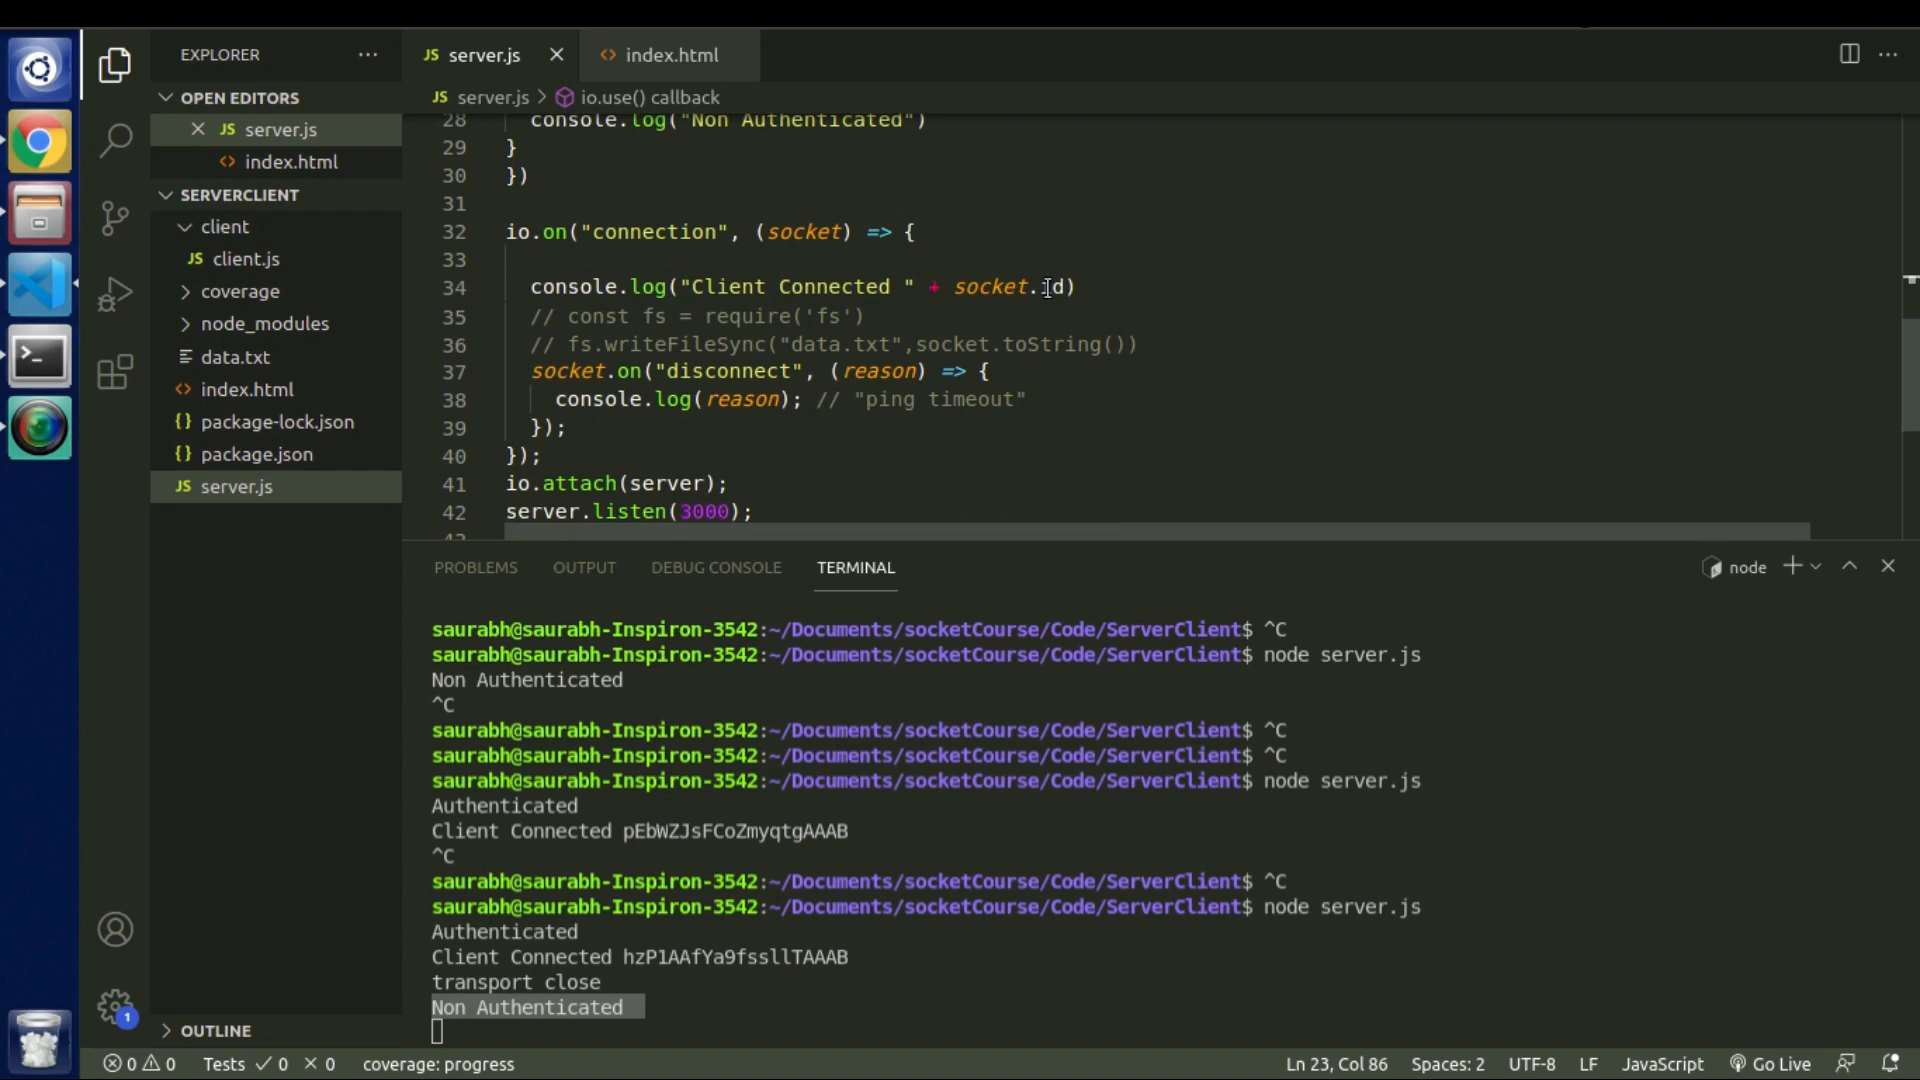 EXPLORER ···
OPEN EDITORS
JS server.js
<> index.html
SERVERCLIENT
client
JS client.js
coverage
node_modules
data.txt
<> index.html
{} package-lock.json
{} package.json
JS server.js
OUTLINE
1
JS server.js
<> index.html
JS server.js > io.use() callback
28 console.log("Non Authenticated")
29 }
30 })
31
32 io.on("connection", (socket) => {
33
34 console.log("Client Connected " + socket.id)
35 // const fs = require('fs')
36 // fs.writeFileSync("data.txt",socket.toString())
37 socket.on("disconnect", (reason) => {
38 console.log(reason); // "ping timeout"
39 });
40 });
41 io.attach(server);
42 server.listen(3000);
43
PROBLEMS OUTPUT DEBUG CONSOLE TERMINAL node
saurabh@saurabh-Inspiron-3542:~/Documents/socketCourse/Code/ServerClient$ ^C
saurabh@saurabh-Inspiron-3542:~/Documents/socketCourse/Code/ServerClient$ node server.js
Non Authenticated
^C
saurabh@saurabh-Inspiron-3542:~/Documents/socketCourse/Code/ServerClient$ ^C
saurabh@saurabh-Inspiron-3542:~/Documents/socketCourse/Code/ServerClient$ ^C
saurabh@saurabh-Inspiron-3542:~/Documents/socketCourse/Code/ServerClient$ node server.js
Authenticated
Client Connected pEbWZJsFCoZmyqtgAAAB
^C
saurabh@saurabh-Inspiron-3542:~/Documents/socketCourse/Code/ServerClient$ ^C
saurabh@saurabh-Inspiron-3542:~/Documents/socketCourse/Code/ServerClient$ node server.js
Authenticated
Client Connected hzP1AAfYa9fssllTAAAB
transport close
Non Authenticated
0 0 Tests ✓ 0 × 0 coverage: progress Ln 23, Col 86 Spaces: 2 UTF-8 LF JavaScript Go Live